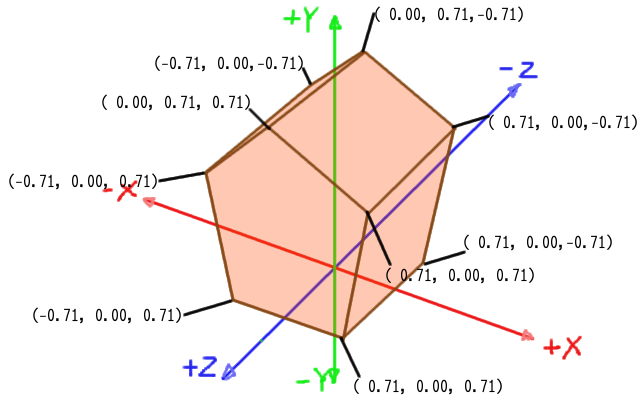 +Y
( 0.00, 0.71,-0.71)
(-0.71, 0.00,-0.71)
-Z
( 0.00, 0.71, 0.71)
( 0.71, 0.00,-0.71)
(-0.71, 0.00, 0.71)
-X
( 0.71, 0.00,-0.71)
( 0.71, 0.00, 0.71)
(-0.71, 0.00, 0.71)
+X
+Z
-Y
( 0.71, 0.00, 0.71)